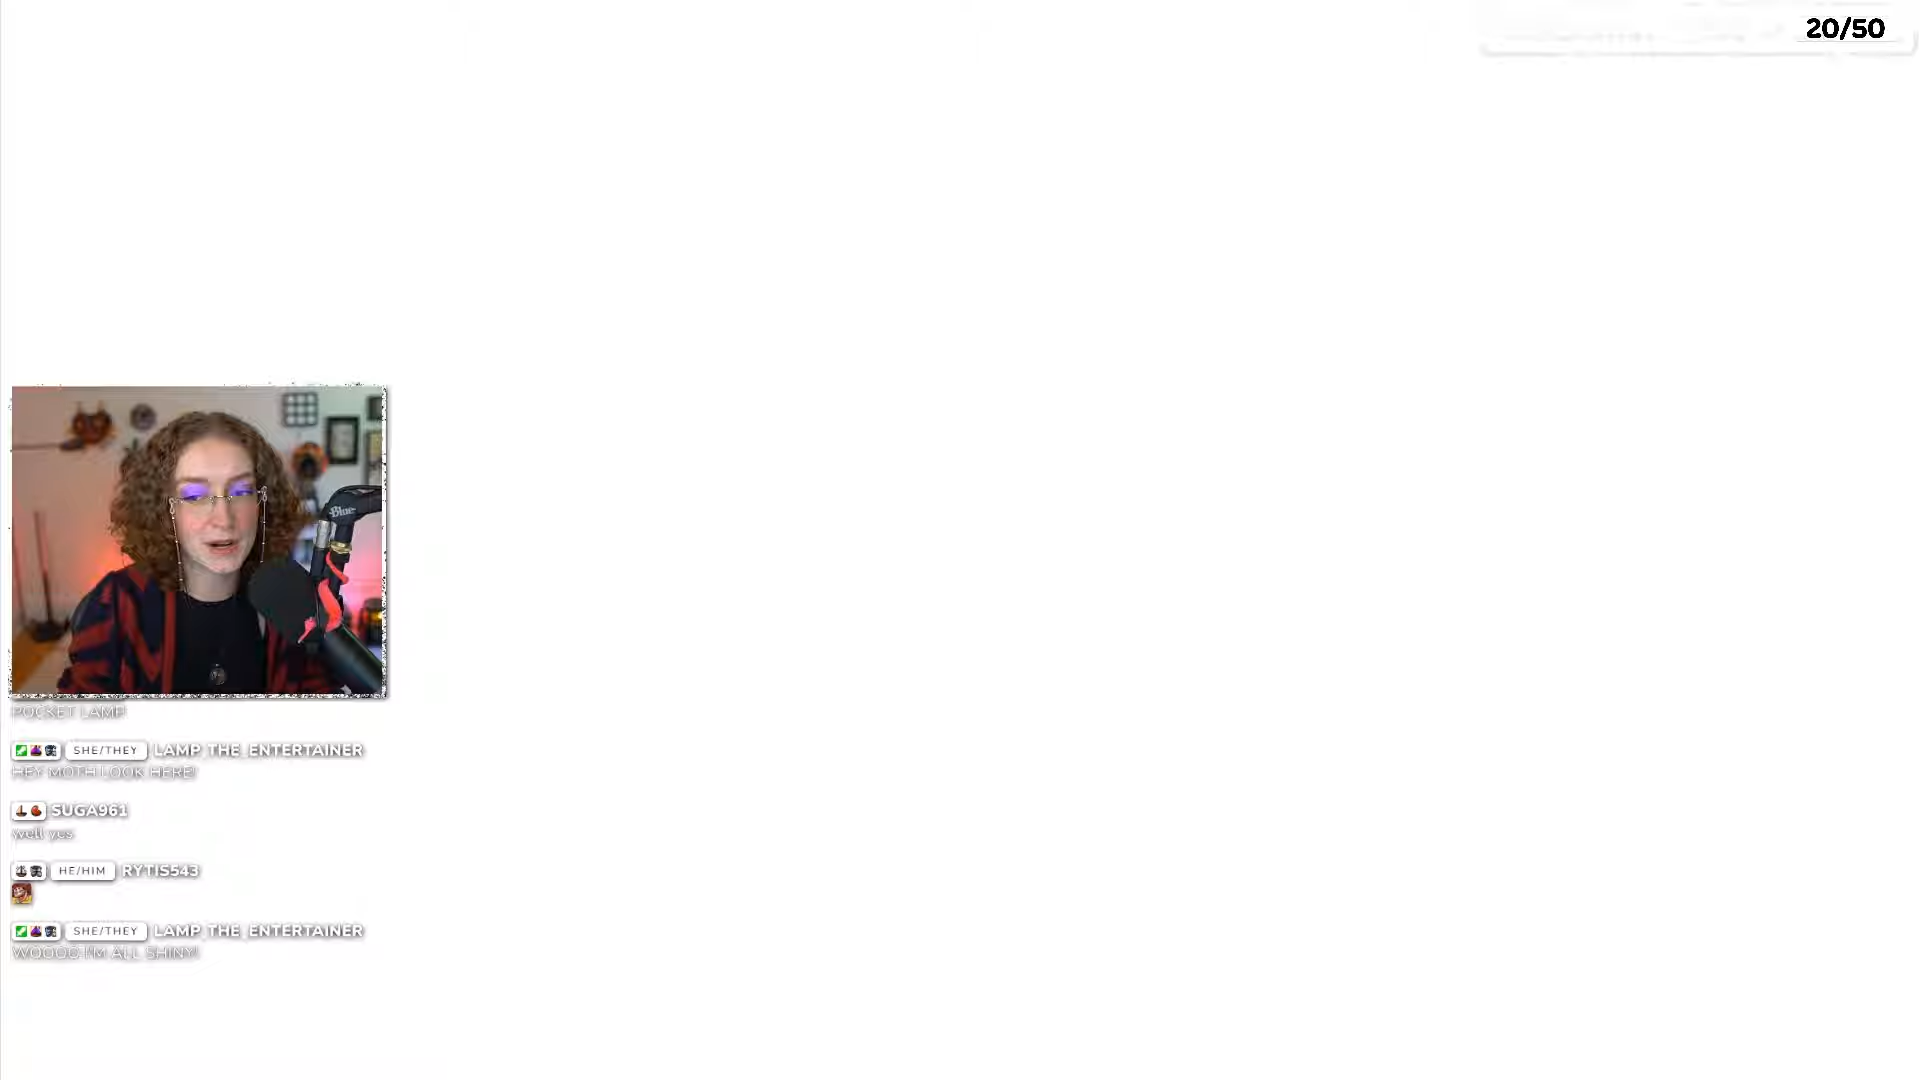 20/50
Blue
POCKET LAMP
SHE/THEY LAMP_THE_ENTERTAINER
HEY MOTH LOOK HERE!
SUGA961
well yes
HE/HIM RYTIS543
SHE/THEY LAMP_THE_ENTERTAINER
WOOOO I'M ALL SHINY!